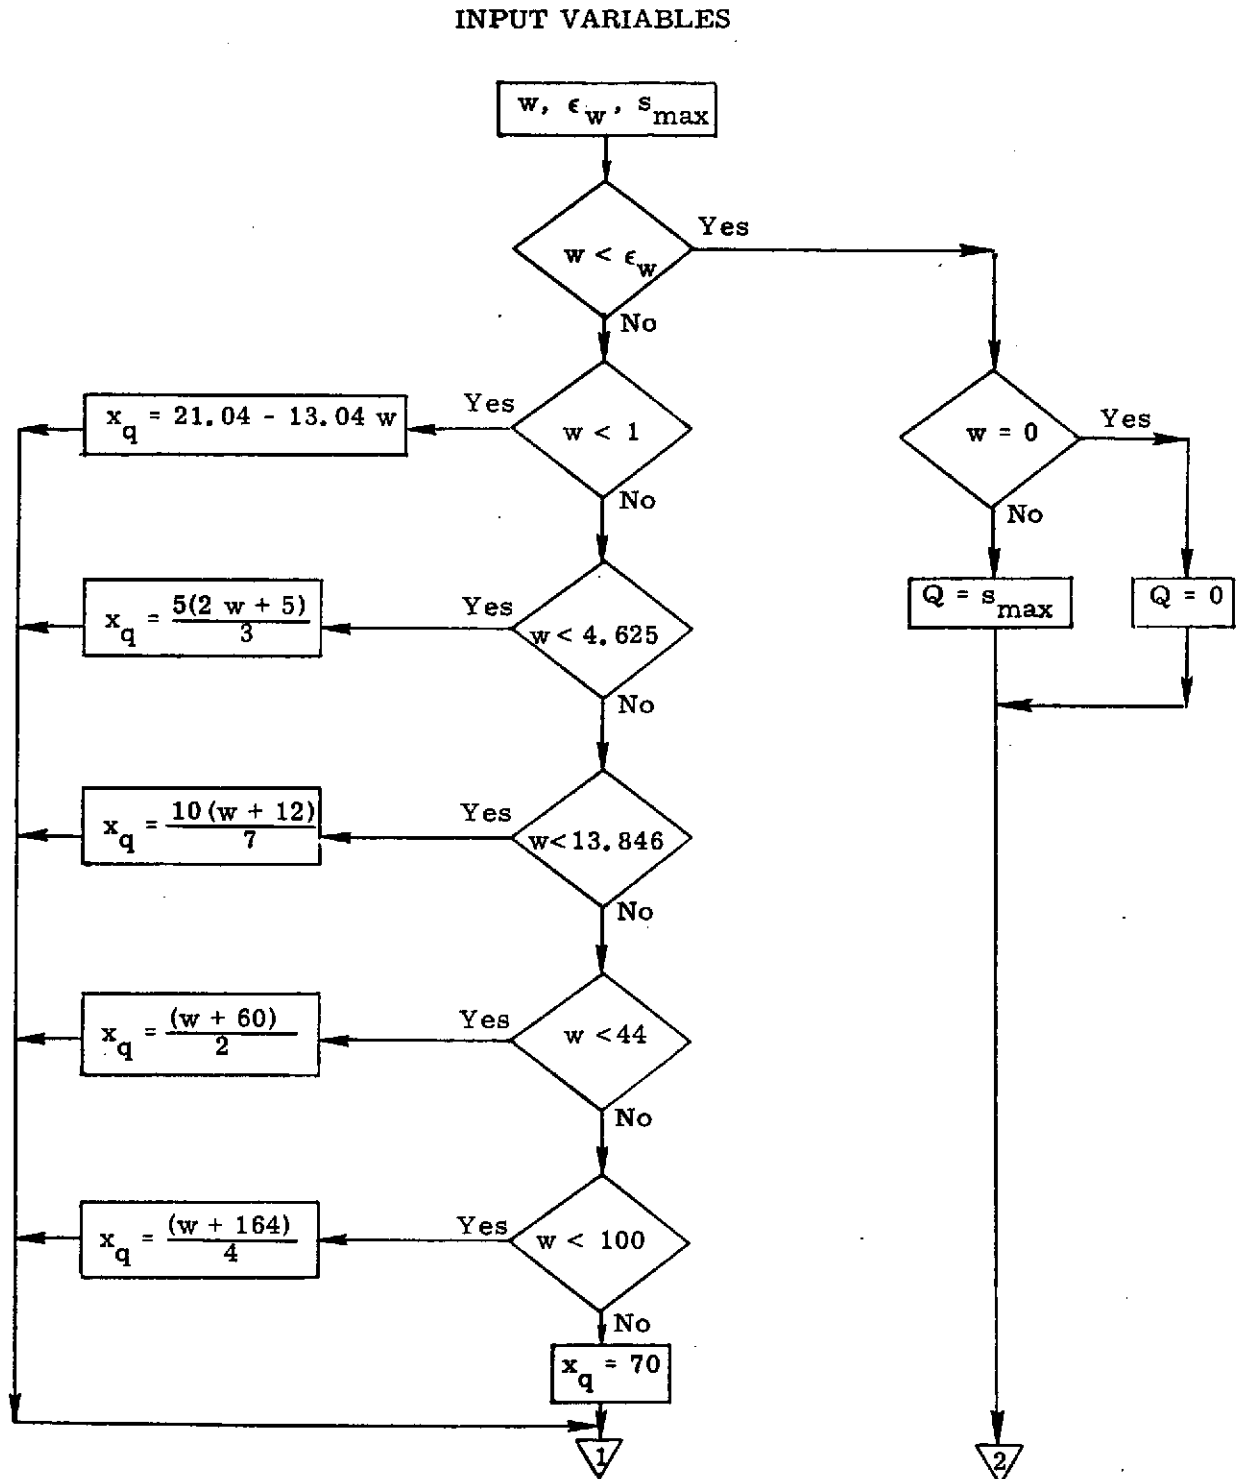 INPUT VARIABLES
w, ϵ_w, s_max
w < ϵ_w
Yes
No
w < 1
Yes
x_q = 21.04 - 13.04 w
No
w = 0
Yes
No
Q = s_max
Q = 0
w < 4.625
Yes
x_q = 5(2 w + 5)/3
No
w < 13.846
Yes
x_q = 10 (w + 12)/7
No
w < 44
Yes
x_q = (w + 60)/2
No
w < 100
Yes
x_q = (w + 164)/4
No
x_q = 70
1
2